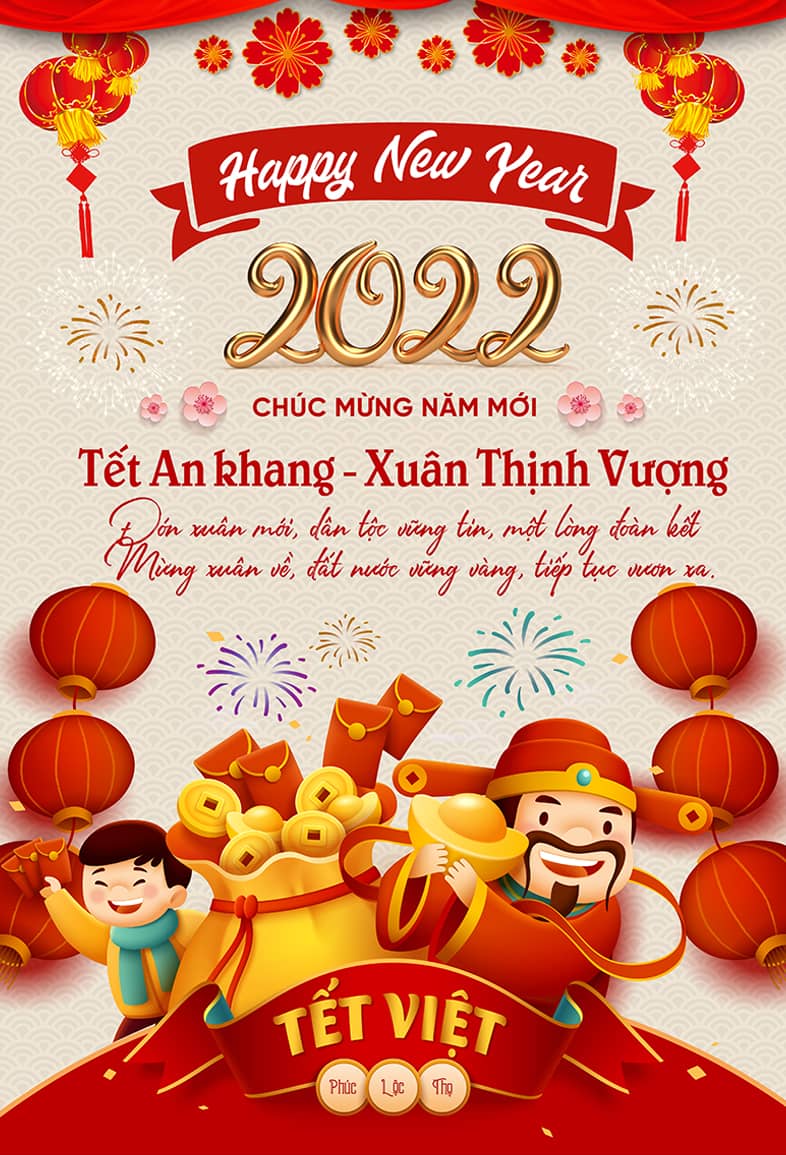 Happy New Year
2022
CHÚC MỪNG NĂM MỚI
Tết An khang - Xuân Thịnh Vượng
Đón xuân mới, dân tộc vững tin, một lòng đoàn kết
Mừng xuân về, đất nước vững vàng, tiếp tục vươn xa.
TẾT VIỆT
Phúc Lộc Thọ